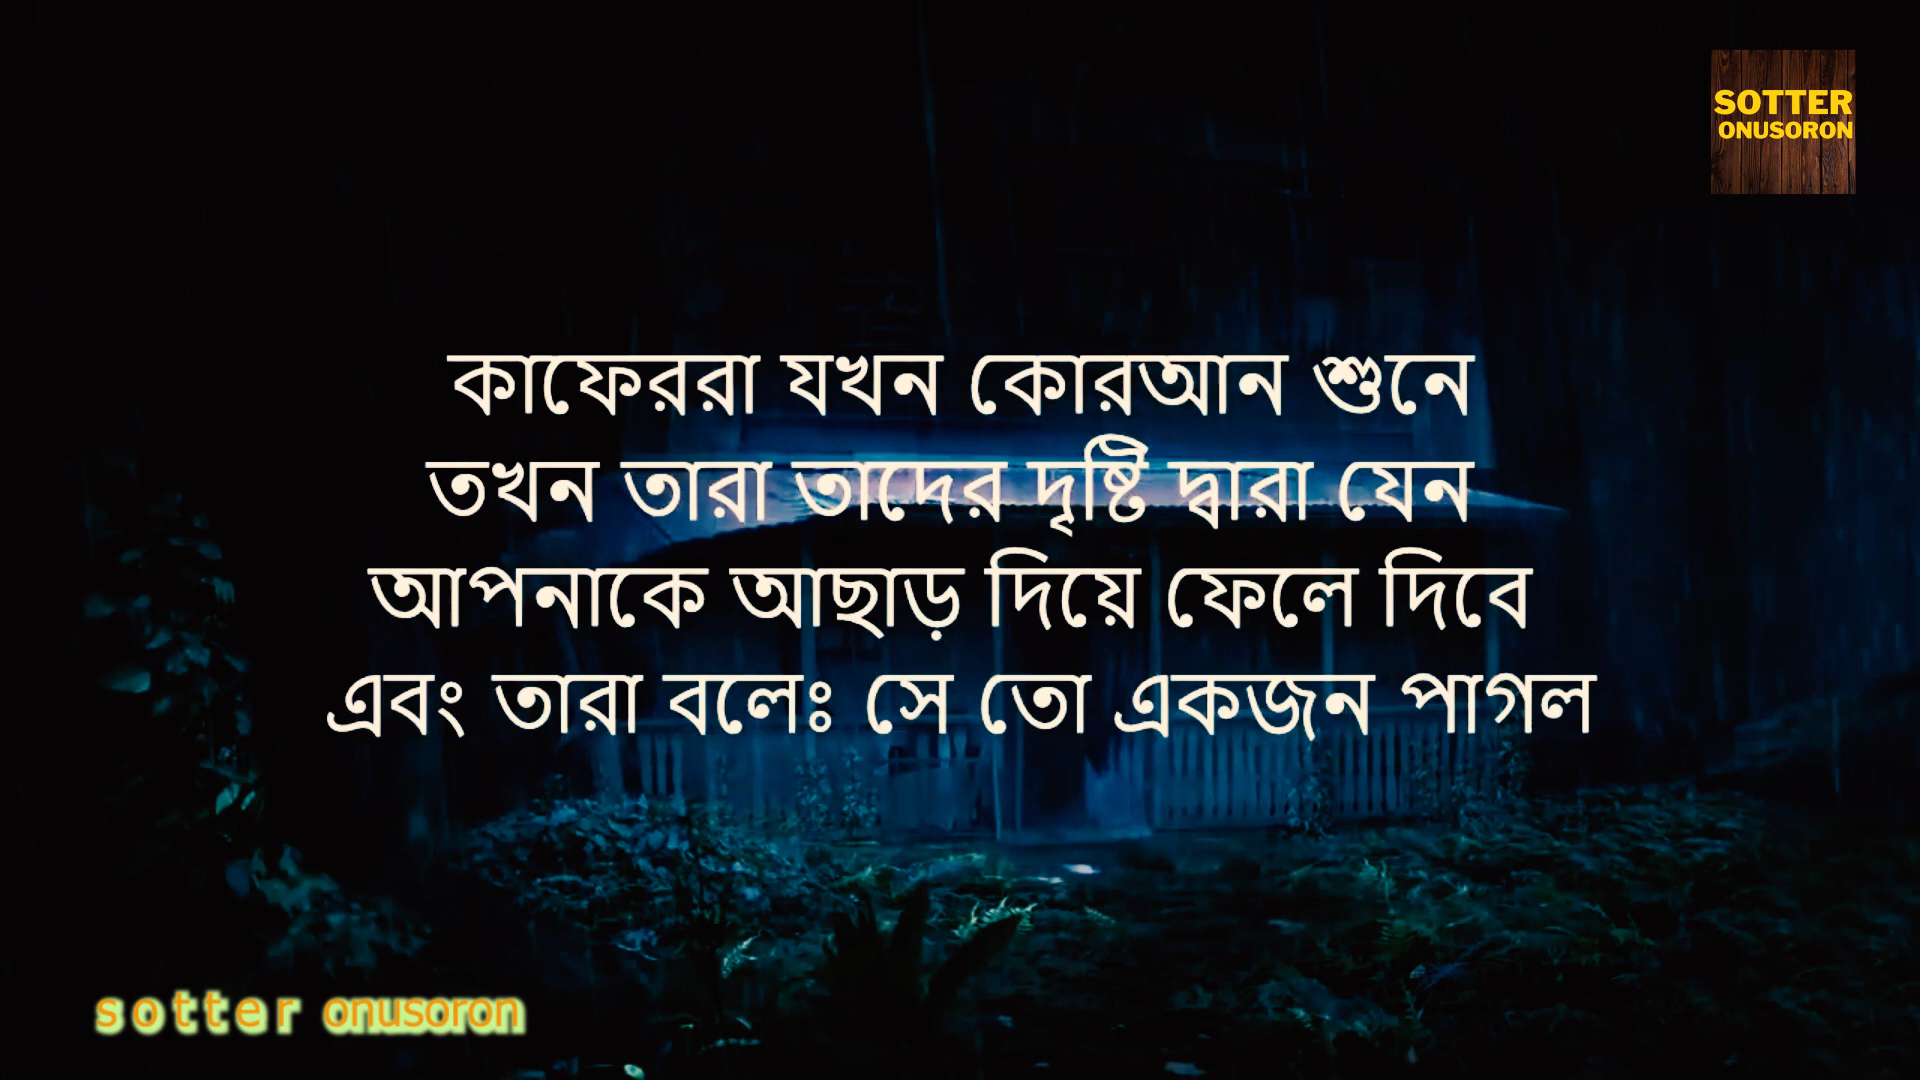 SOTTER
ONUSORON
কাফেররা যখন কোরআন শুনে
তখন তারা তাদের দৃষ্টি দ্বারা যেন
আপনাকে আছাড় দিয়ে ফেলে দিবে
এবং তারা বলেঃ সে তো একজন পাগল
sotter onusoron